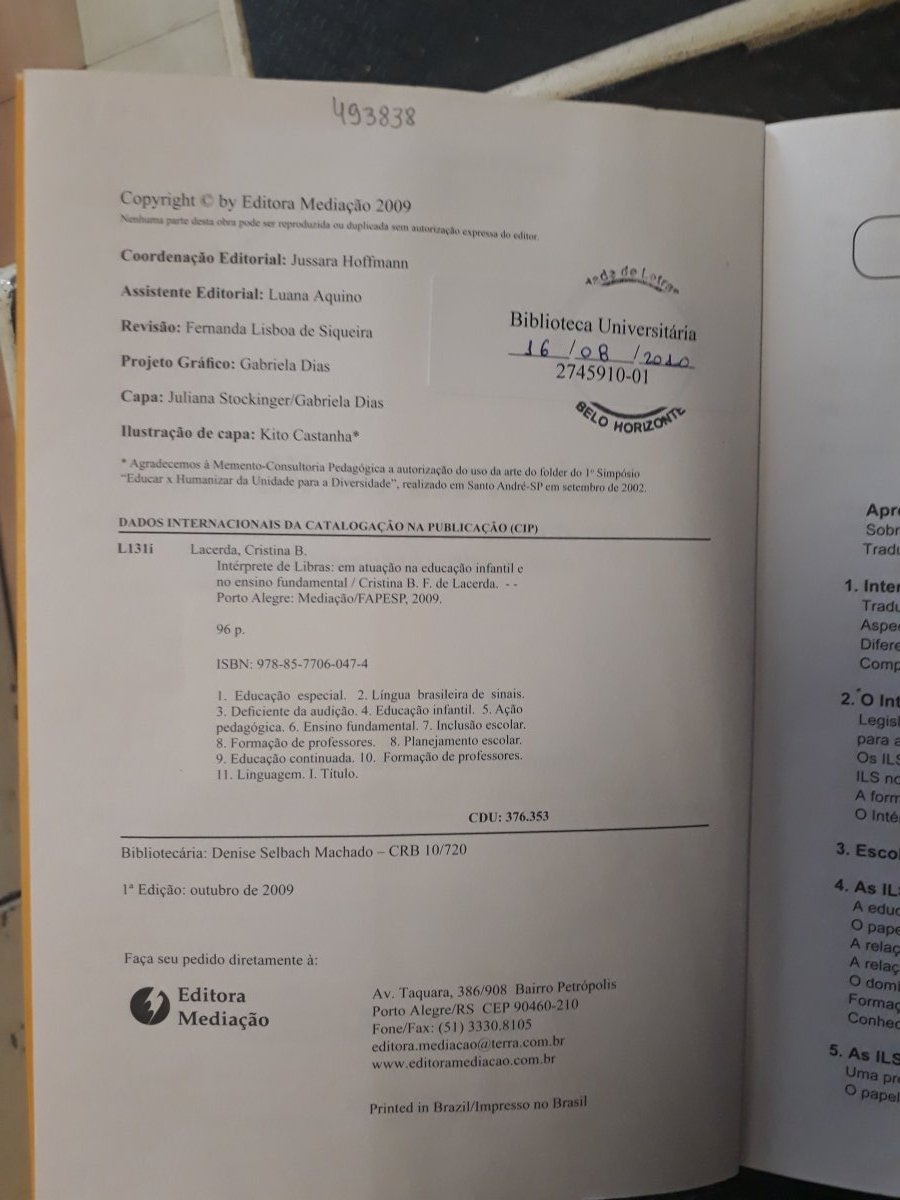 493838
Copyright © by Editora Mediação 2009
Nenhuma parte desta obra pode ser reproduzida ou duplicada sem autorização expressa do editor.
Coordenação Editorial: Jussara Hoffmann
Assistente Editorial: Luana Aquino
Revisão: Fernanda Lisboa de Siqueira
Projeto Gráfico: Gabriela Dias
Capa: Juliana Stockinger/Gabriela Dias
Ilustração de capa: Kito Castanha*
de Letras
Biblioteca Universitária
16/08/2010
2745910-01
BELO HORIZONTE
* Agradecemos à Memento-Consultoria Pedagógica a autorização do uso da arte do folder do 1º Simpósio
“Educar x Humanizar da Unidade para a Diversidade”, realizado em Santo André-SP em setembro de 2002.
DADOS INTERNACIONAIS DA CATALOGAÇÃO NA PUBLICAÇÃO (CIP)
L131i Lacerda, Cristina B.
Intérprete de Libras: em atuação na educação infantil e
no ensino fundamental / Cristina B. F. de Lacerda. - -
Porto Alegre: Mediação/FAPESP, 2009.
96 p.
ISBN: 978-85-7706-047-4
1. Educação especial. 2. Língua brasileira de sinais.
3. Deficiente da audição. 4. Educação infantil. 5. Ação
pedagógica. 6. Ensino fundamental. 7. Inclusão escolar.
8. Formação de professores. 8. Planejamento escolar.
9. Educação continuada. 10. Formação de professores.
11. Linguagem. I. Título.
CDU: 376.353
Bibliotecária: Denise Selbach Machado – CRB 10/720
1ª Edição: outubro de 2009
Faça seu pedido diretamente à:
Editora
Mediação
Av. Taquara, 386/908 Bairro Petrópolis
Porto Alegre/RS CEP 90460-210
Fone/Fax: (51) 3330.8105
editora.mediacao@terra.com.br
www.editoramediacao.com.br
Printed in Brazil/Impresso no Brasil
Apre
Sobr
Tradu
1. Inter
Tradu
Aspe
Difere
Comp
2. O Int
Legisl
para a
Os ILS
ILS no
A form
O Inté
3. Escol
4. As IL
A educ
O pape
A relaç
A relaç
O domí
Formaç
Conhec
5. As ILS
Uma pr
O papel